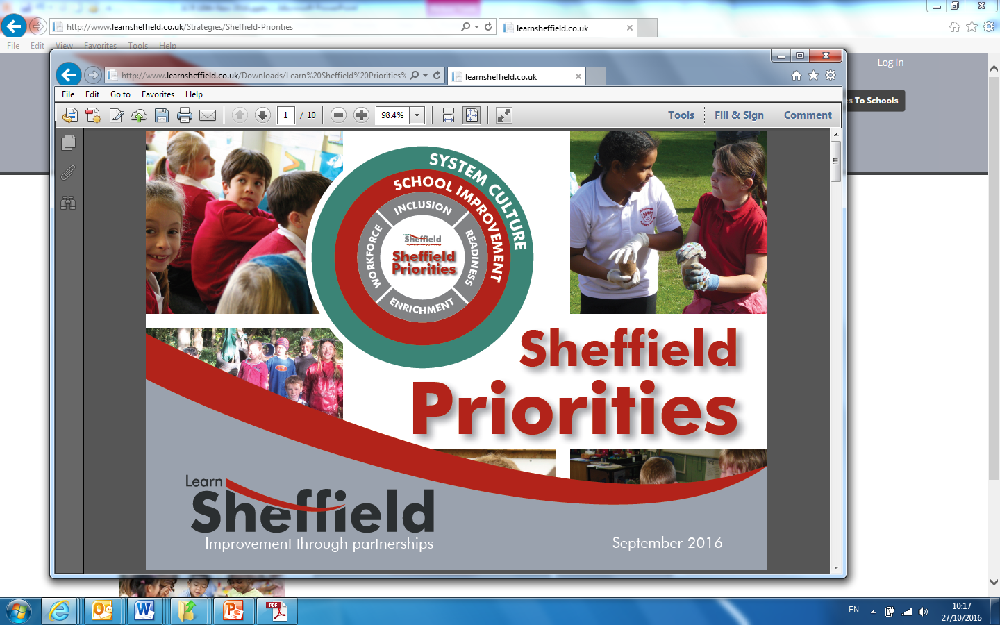 http://www.learnsheffield.co.uk/Strategies/Sheffield-Priorities
learnsheffield.co.uk
File Edit View Favorites Tools Help
Log in
s To Schools
http://www.learnsheffield.co.uk/Downloads/Learn%20Sheffield%20Priorities%
learnsheffield.co.uk
File Edit Go to Favorites Help
1 / 10
98.4%
Tools Fill & Sign Comment
SYSTEM CULTURE
SCHOOL IMPROVEMENT
INCLUSION
READINESS
ENRICHMENT
WORKFORCE
Sheffield
Sheffield
Priorities
Sheffield
Priorities
Learn
Sheffield
Improvement through partnerships
September 2016
EN
10:17
27/10/2016
PDF